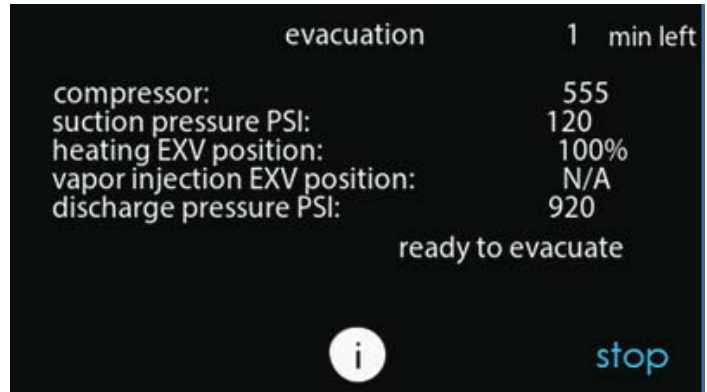 evacuation 1 min left
compressor: 555
suction pressure PSI: 120
heating EXV position: 100%
vapor injection EXV position: N/A
discharge pressure PSI: 920
ready to evacuate
i stop